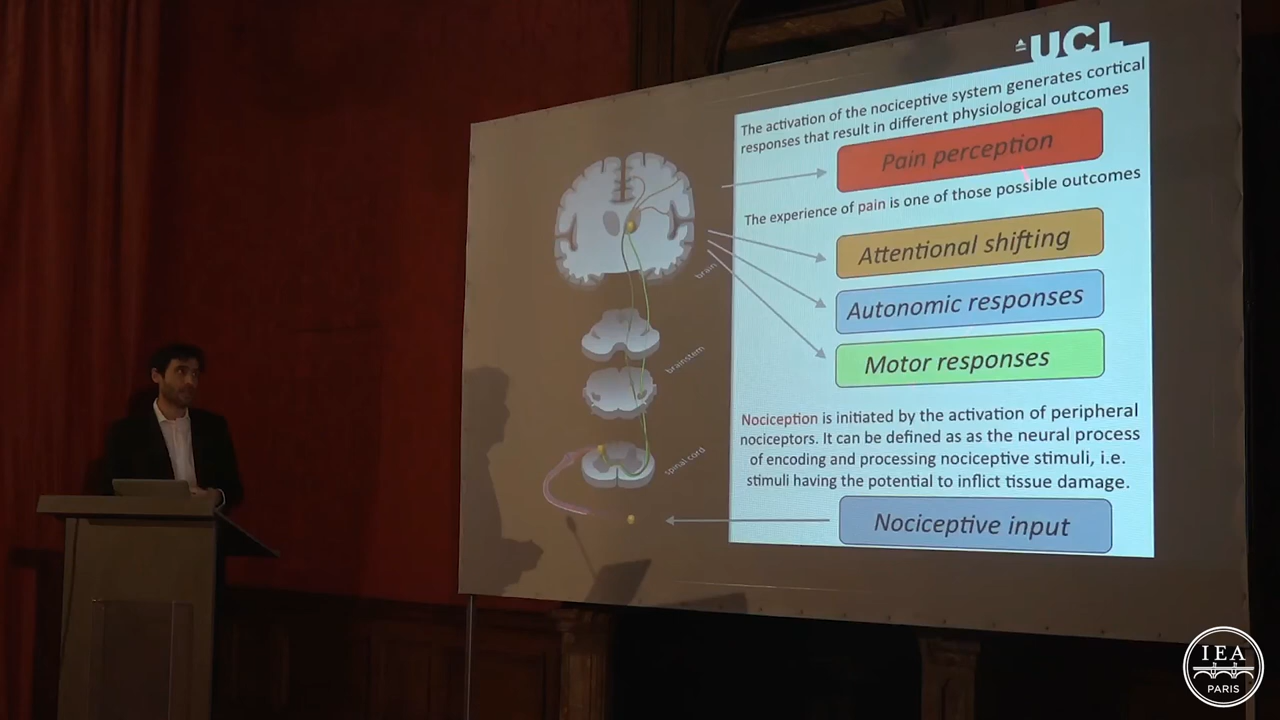 UCL
The activation of the nociceptive system generates cortical
responses that result in different physiological outcomes
Pain perception
The experience of pain is one of those possible outcomes
Attentional shifting
brain
Autonomic responses
brainstem
Motor responses
Nociception is initiated by the activation of peripheral
nociceptors. It can be defined as as the neural process
of encoding and processing nociceptive stimuli, i.e.
spinal cord
stimuli having the potential to inflict tissue damage.
Nociceptive input
IEA
PARIS